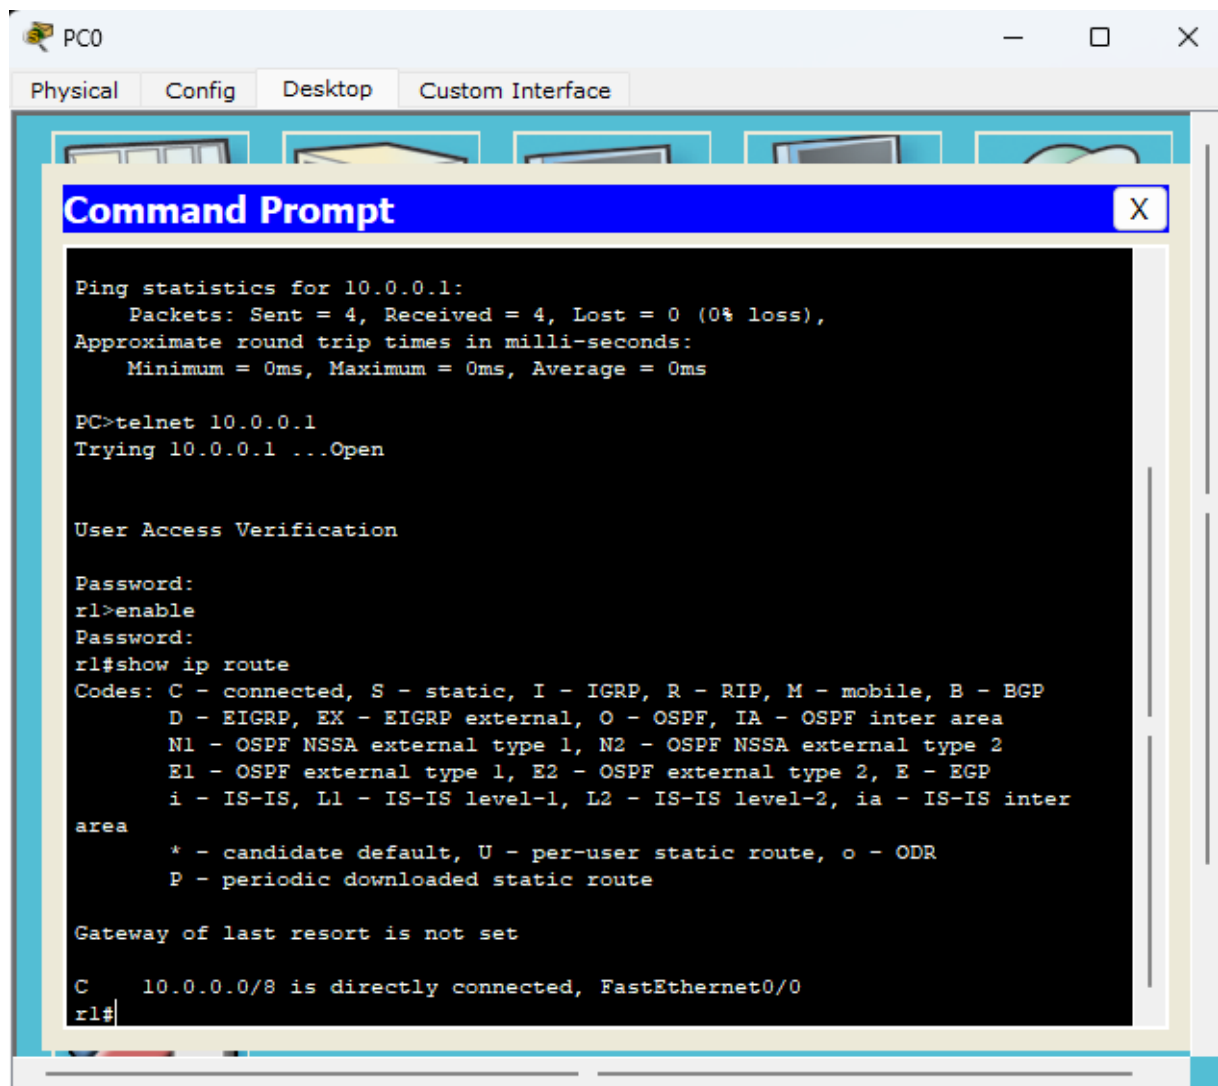 PC0
Physical Config Desktop Custom Interface
Command Prompt X
Ping statistics for 10.0.0.1:
    Packets: Sent = 4, Received = 4, Lost = 0 (0% loss),
Approximate round trip times in milli-seconds:
    Minimum = 0ms, Maximum = 0ms, Average = 0ms
PC>telnet 10.0.0.1
Trying 10.0.0.1 ...Open
User Access Verification
Password:
r1>enable
Password:
r1#show ip route
Codes: C - connected, S - static, I - IGRP, R - RIP, M - mobile, B - BGP
       D - EIGRP, EX - EIGRP external, O - OSPF, IA - OSPF inter area
       N1 - OSPF NSSA external type 1, N2 - OSPF NSSA external type 2
       E1 - OSPF external type 1, E2 - OSPF external type 2, E - EGP
       i - IS-IS, L1 - IS-IS level-1, L2 - IS-IS level-2, ia - IS-IS inter
area
       * - candidate default, U - per-user static route, o - ODR
       P - periodic downloaded static route
Gateway of last resort is not set
C    10.0.0.0/8 is directly connected, FastEthernet0/0
r1#